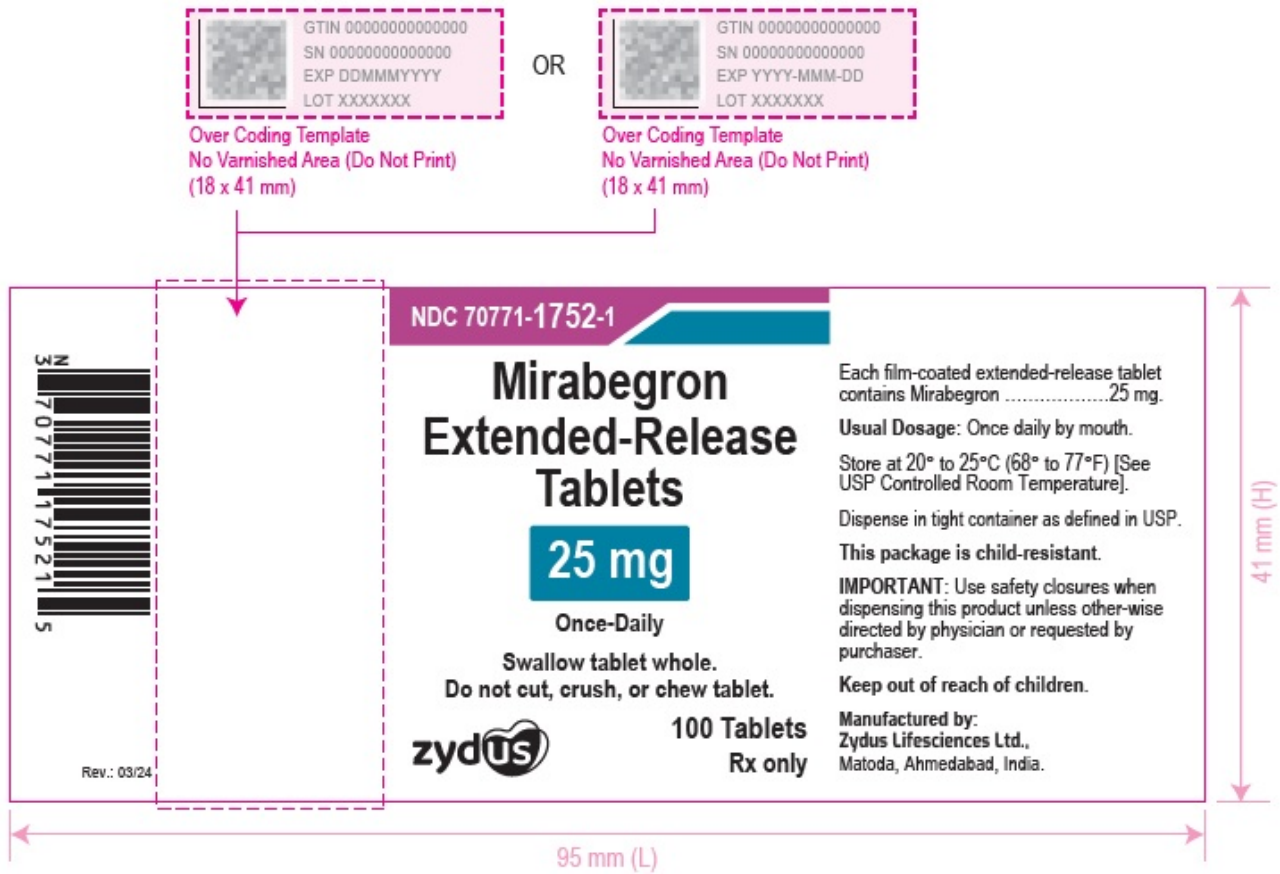 GTIN 00000000000000
SN 00000000000000
EXP DDMMMYYYY
LOT XXXXXXX
OR
GTIN 00000000000000
SN 00000000000000
EXP YYYY-MMM-DD
LOT XXXXXXX
Over Coding Template
No Varnished Area (Do Not Print)
(18 x 41 mm)
Over Coding Template
No Varnished Area (Do Not Print)
(18 x 41 mm)
N
3 70771 17521 5
Rev.: 03/24
NDC 70771-1752-1
Mirabegron
Extended-Release
Tablets
25 mg
Once-Daily
Swallow tablet whole.
Do not cut, crush, or chew tablet.
zydus
100 Tablets
Rx only
Each film-coated extended-release tablet
contains Mirabegron ..................25 mg.
Usual Dosage: Once daily by mouth.
Store at 20° to 25°C (68° to 77°F) [See
USP Controlled Room Temperature].
Dispense in tight container as defined in USP.
This package is child-resistant.
IMPORTANT: Use safety closures when
dispensing this product unless other-wise
directed by physician or requested by
purchaser.
Keep out of reach of children.
Manufactured by:
Zydus Lifesciences Ltd.,
Matoda, Ahmedabad, India.
41 mm (H)
95 mm (L)